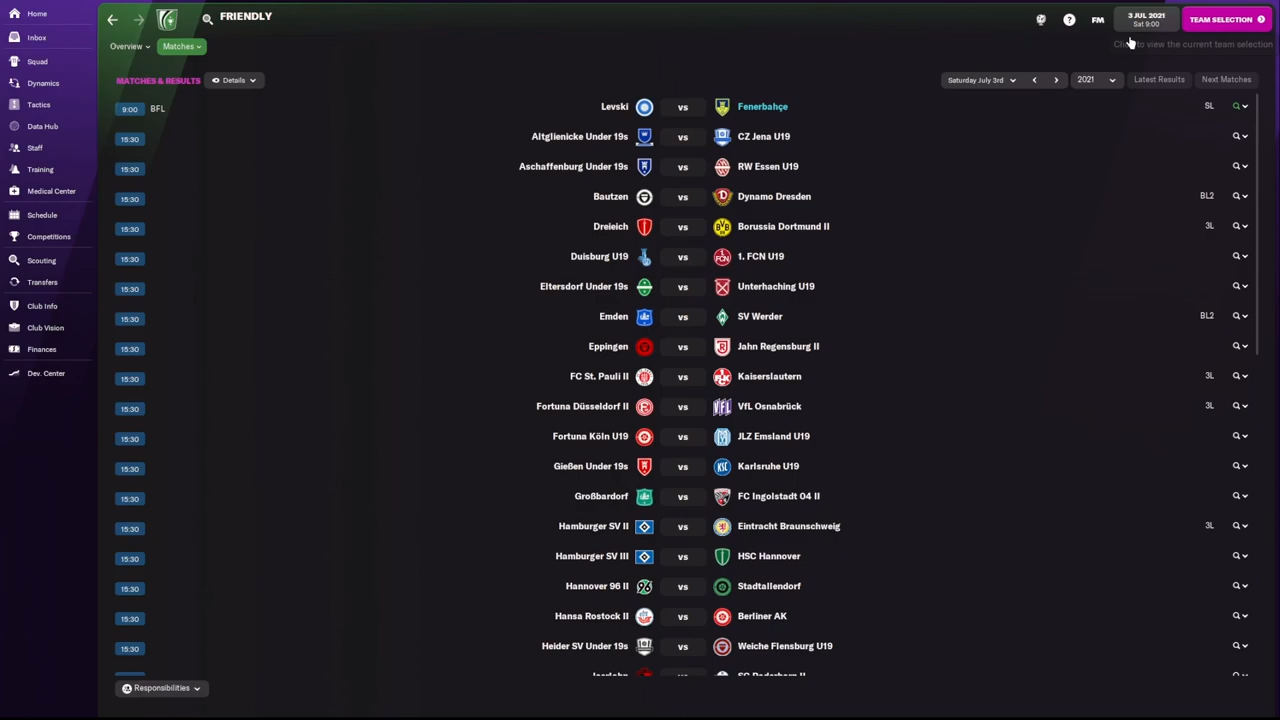 Home
Inbox
Squad
Dynamics
Tactics
Data Hub
Staff
Training
Medical Center
Schedule
Competitions
Scouting
Transfers
Club Info
Club Vision
Finances
Dev. Center
FRIENDLY
FM
3 JUL 2021
Sat 9:00
TEAM SELECTION
Overview
Matches
to view the current team selection
MATCHES & RESULTS
Details
Saturday July 3rd
2021
Latest Results
Next Matches
9:00 BFL Levski vs Fenerbahçe SL
15:30 Altglienicke Under 19s vs CZ Jena U19
15:30 Aschaffenburg Under 19s vs RW Essen U19
15:30 Bautzen vs Dynamo Dresden BL2
15:30 Dreieich vs Borussia Dortmund II 3L
15:30 Duisburg U19 vs 1. FCN U19
15:30 Eltersdorf Under 19s vs Unterhaching U19
15:30 Emden vs SV Werder BL2
15:30 Eppingen vs Jahn Regensburg II
15:30 FC St. Pauli II vs Kaiserslautern 3L
15:30 Fortuna Düsseldorf II vs VfL Osnabrück 3L
15:30 Fortuna Köln U19 vs JLZ Emsland U19
15:30 Gießen Under 19s vs Karlsruhe U19
15:30 Großbardorf vs FC Ingolstadt 04 II
15:30 Hamburger SV II vs Eintracht Braunschweig 3L
15:30 Hamburger SV III vs HSC Hannover
15:30 Hannover 96 II vs Stadtallendorf
15:30 Hansa Rostock II vs Berliner AK
15:30 Heider SV Under 19s vs Weiche Flensburg U19
Responsibilities